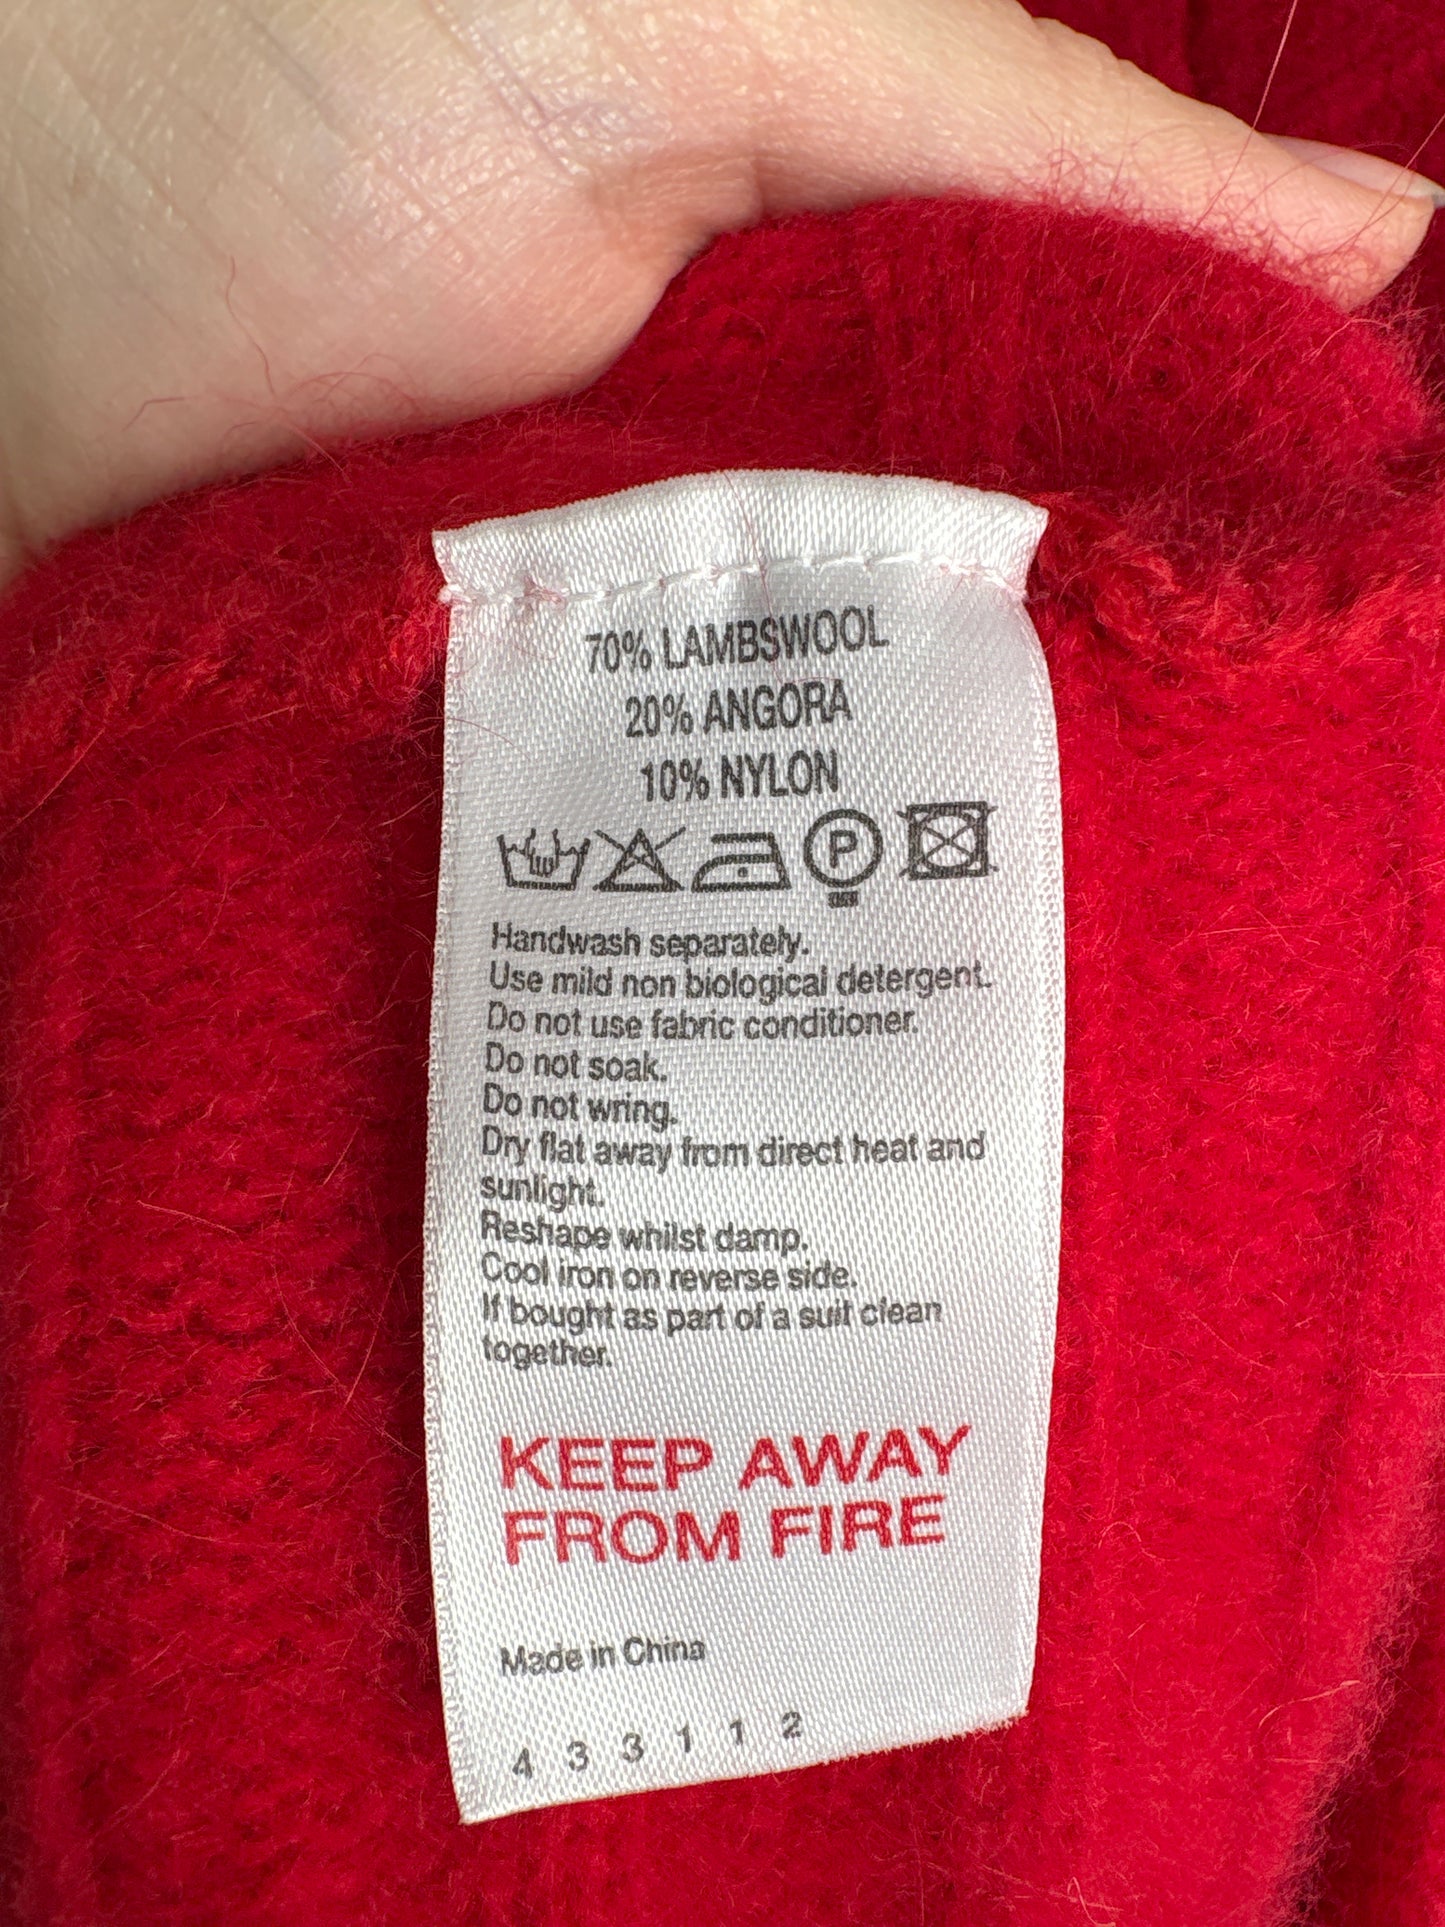 70% LAMBSWOOL
20% ANGORA
10% NYLON
P
Handwash separately.
Use mild non biological detergent.
Do not use fabric conditioner.
Do not soak.
Do not wring.
Dry flat away from direct heat and
sunlight.
Reshape whilst damp.
Cool iron on reverse side.
If bought as part of a suit clean
together.
KEEP AWAY
FROM FIRE
Made in China
4 3 3 1 1 2